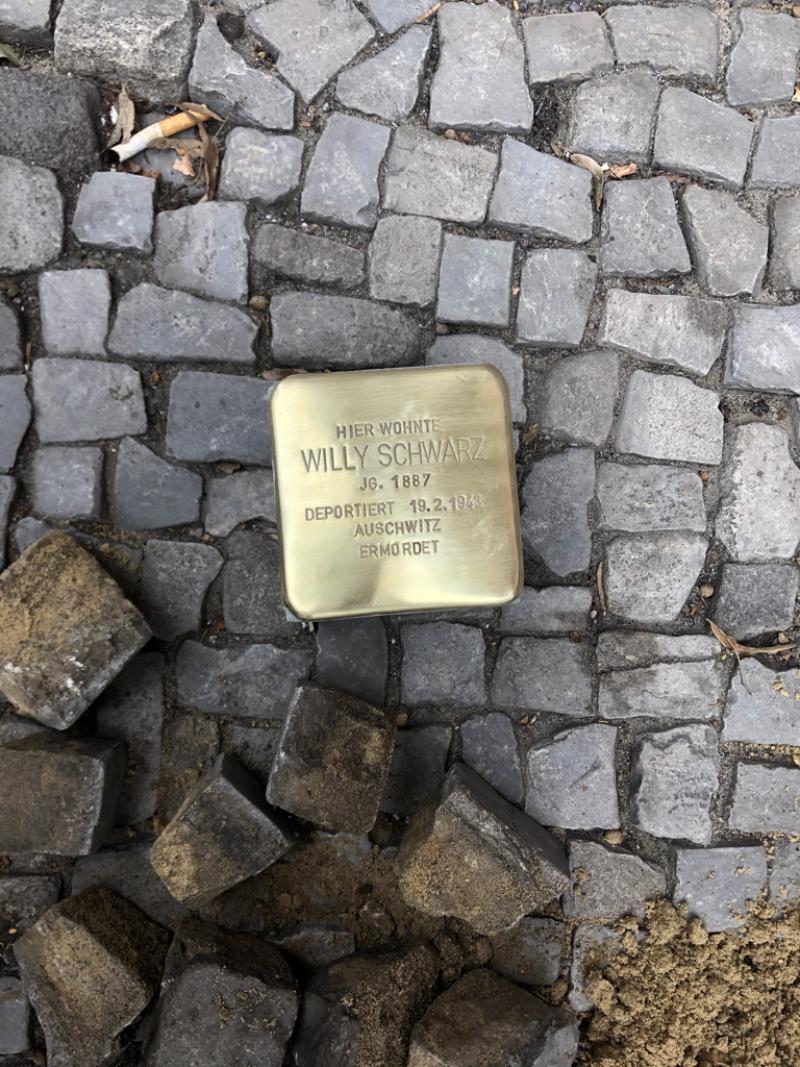 HIER WOHNTE
WILLY SCHWARZ
JG. 1887
DEPORTIERT 19.2.1943
AUSCHWITZ
ERMORDET